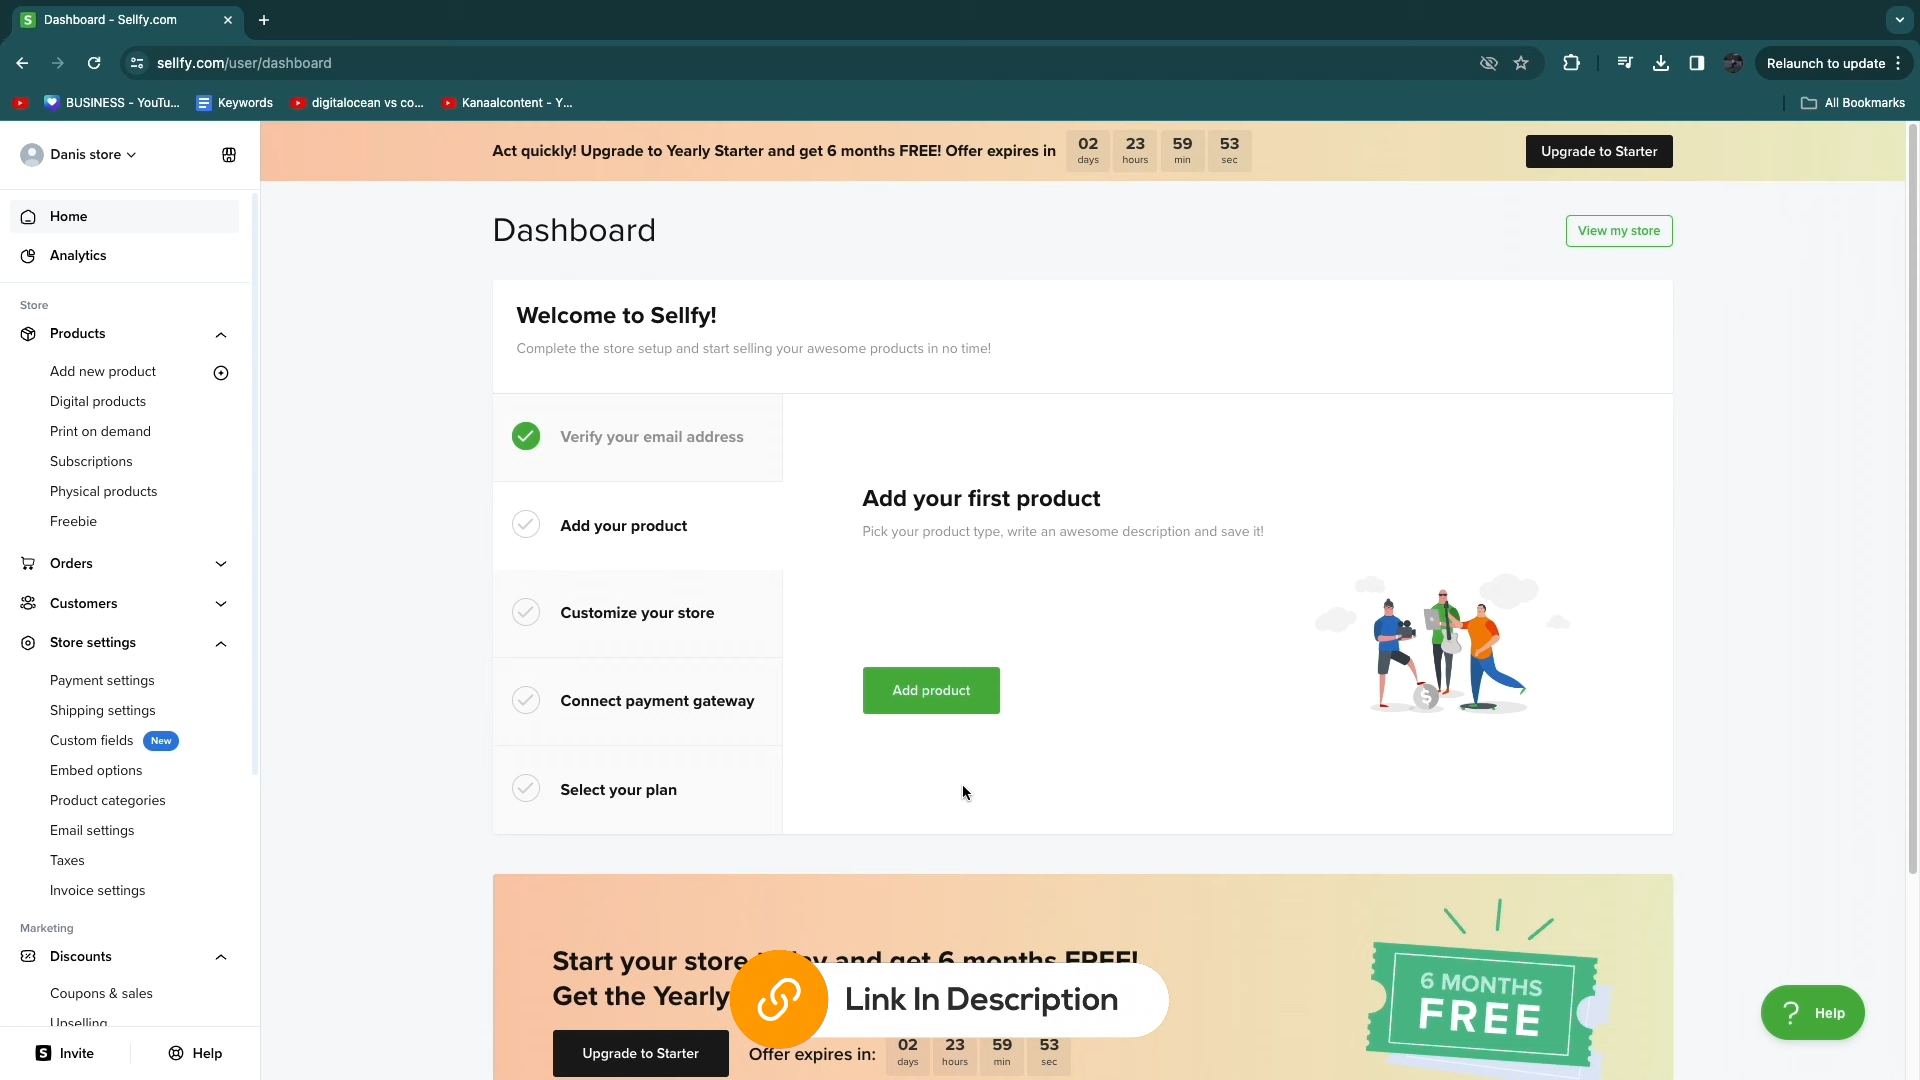 Dashboard - Sellfy.com
sellfy.com/user/dashboard
Relaunch to update
BUSINESS - YouTu...
Keywords
digitalocean vs co...
Kanaalcontent - Y...
All Bookmarks
Danis store
Act quickly! Upgrade to Yearly Starter and get 6 months FREE! Offer expires in
02 days 23 hours 59 min 53 sec
Upgrade to Starter
Home
Analytics
Store
Products
Add new product
Digital products
Print on demand
Subscriptions
Physical products
Freebie
Orders
Customers
Store settings
Payment settings
Shipping settings
Custom fields New
Embed options
Product categories
Email settings
Taxes
Invoice settings
Marketing
Discounts
Coupons & sales
Upselling
Invite
Help
Dashboard
View my store
Welcome to Sellfy!
Complete the store setup and start selling your awesome products in no time!
Verify your email address
Add your product
Customize your store
Connect payment gateway
Select your plan
Add your first product
Pick your product type, write an awesome description and save it!
Add product
Start your store and get 6 months FREE!
Get the Yearly
Link In Description
Upgrade to Starter
Offer expires in:
02 days 23 hours 59 min 53 sec
6 MONTHS
FREE
? Help